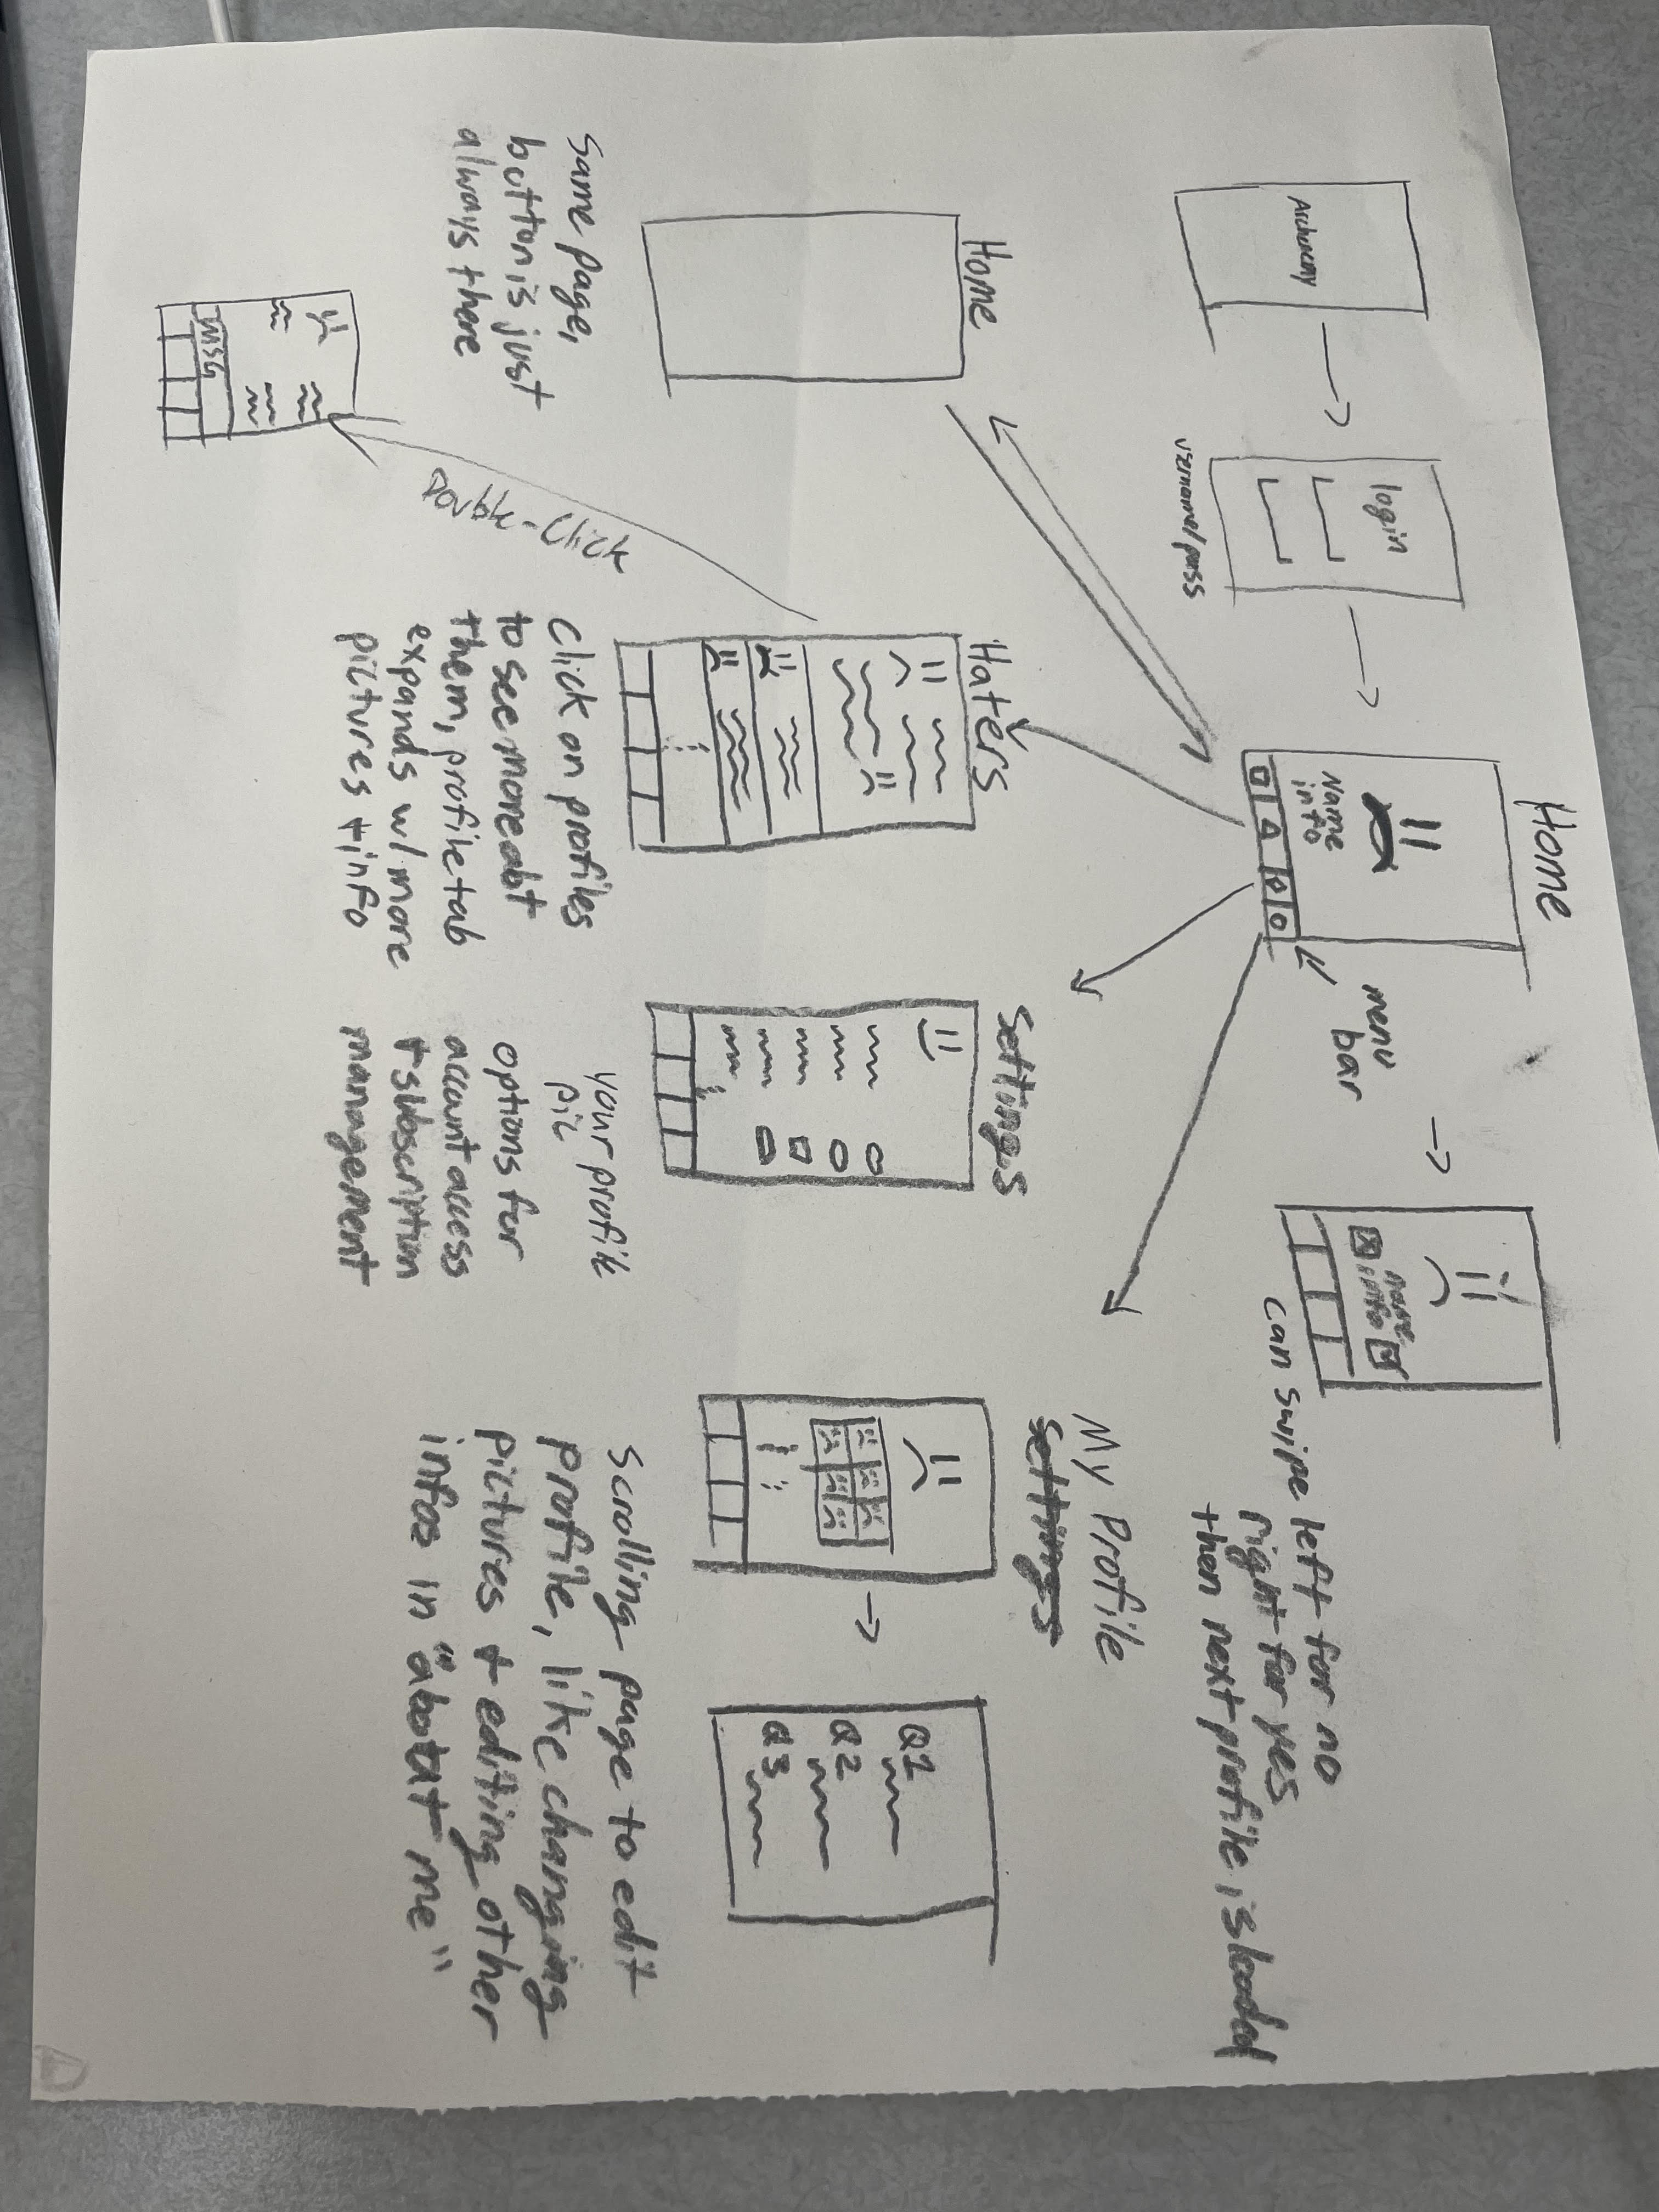 Home
login
username/pass
Name
info
menu
bar
Name
info
can swipe left for no
right for yes
then next profile is loaded
Home
Same page,
button is just
always there
Haters
Click on profiles
to see more abt
them, profile tab
expands w/ more
pictures + info
Double-Click
MSG
Settings
your profile
pic
options for
account access
+ subscription
management
My Profile
Settings
Scrolling page to edit
profile, like changing
pictures + editing other
infos in "about me"
Q1
Q2
Q3